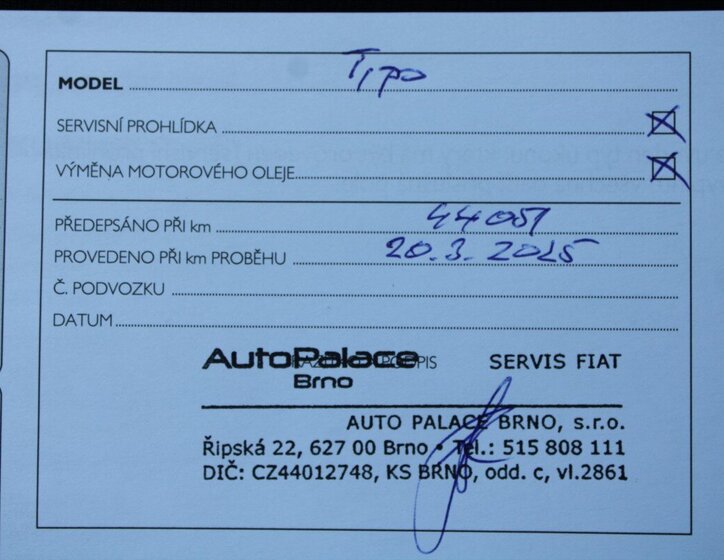 MODEL Tipo
SERVISNÍ PROHLÍDKA
VÝMĚNA MOTOROVÉHO OLEJE
PŘEDEPSÁNO PŘI km 44051
PROVEDENO PŘI km PROBĚHU 20.3. 2025
Č. PODVOZKU
DATUM
AutoPalace PODPIS SERVIS FIAT
Brno
AUTO PALACE BRNO, s.r.o.
Řipská 22, 627 00 Brno • Tel.: 515 808 111
DIČ: CZ44012748, KS BRNO, odd. c, vl.2861